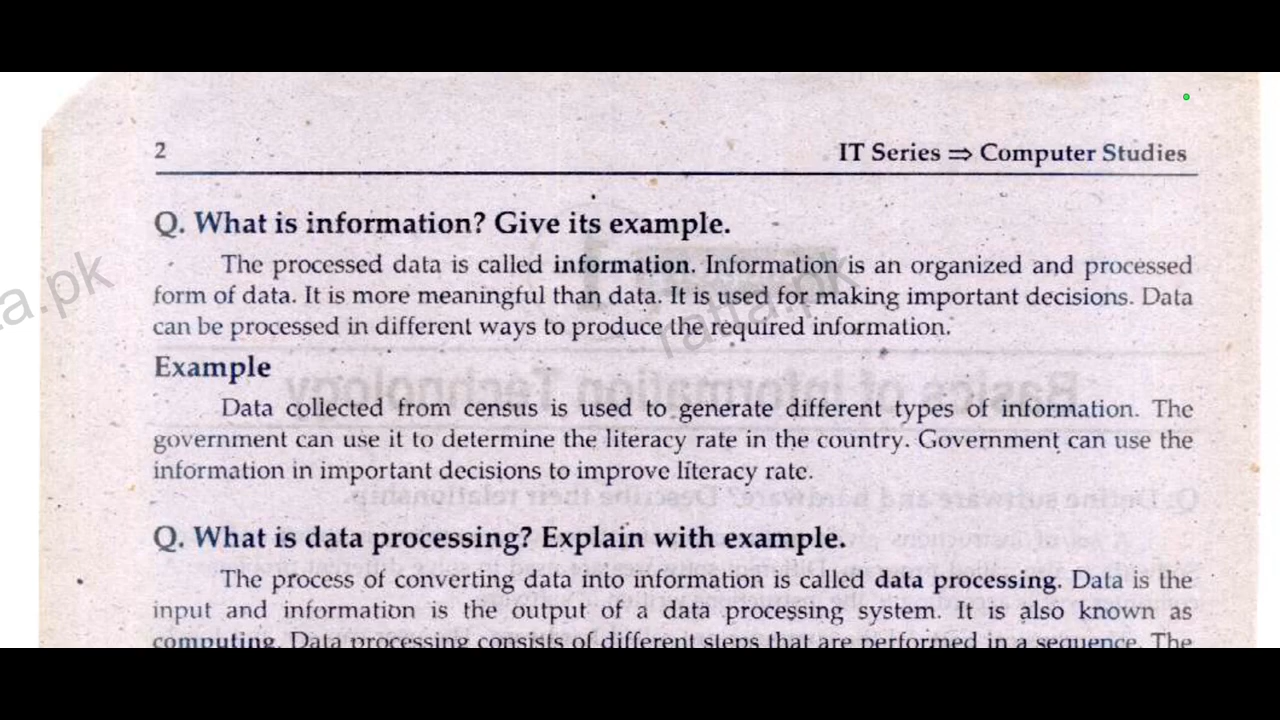 2 IT Series ⇒ Computer Studies
Q. What is information? Give its example.
The processed data is called information. Information is an organized and processed
form of data. It is more meaningful than data. It is used for making important decisions. Data
can be processed in different ways to produce the required information.
Example
Data collected from census is used to generate different types of information. The
government can use it to determine the literacy rate in the country. Government can use the
information in important decisions to improve literacy rate.
Q. What is data processing? Explain with example.
The process of converting data into information is called data processing. Data is the
input and information is the output of a data processing system. It is also known as
computing. Data processing consists of different steps that are performed in a sequence. The
ta.pk
ratta.pk